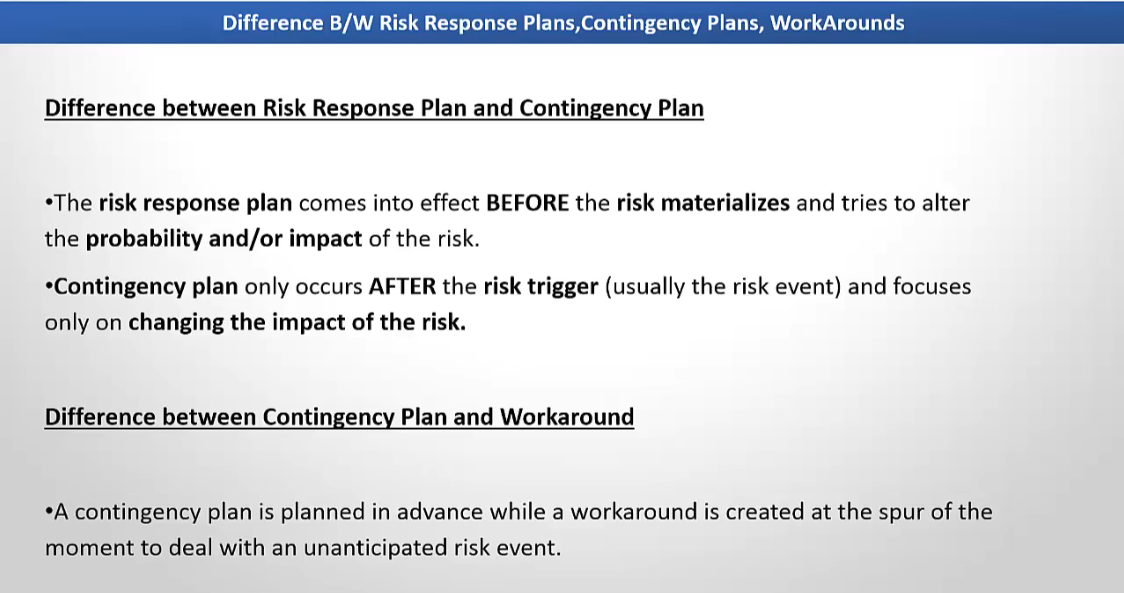 Difference B/W Risk Response Plans,Contingency Plans, WorkArounds
Difference between Risk Response Plan and Contingency Plan
•The risk response plan comes into effect BEFORE the risk materializes and tries to alter
the probability and/or impact of the risk.
•Contingency plan only occurs AFTER the risk trigger (usually the risk event) and focuses
only on changing the impact of the risk.
Difference between Contingency Plan and Workaround
•A contingency plan is planned in advance while a workaround is created at the spur of the
moment to deal with an unanticipated risk event.